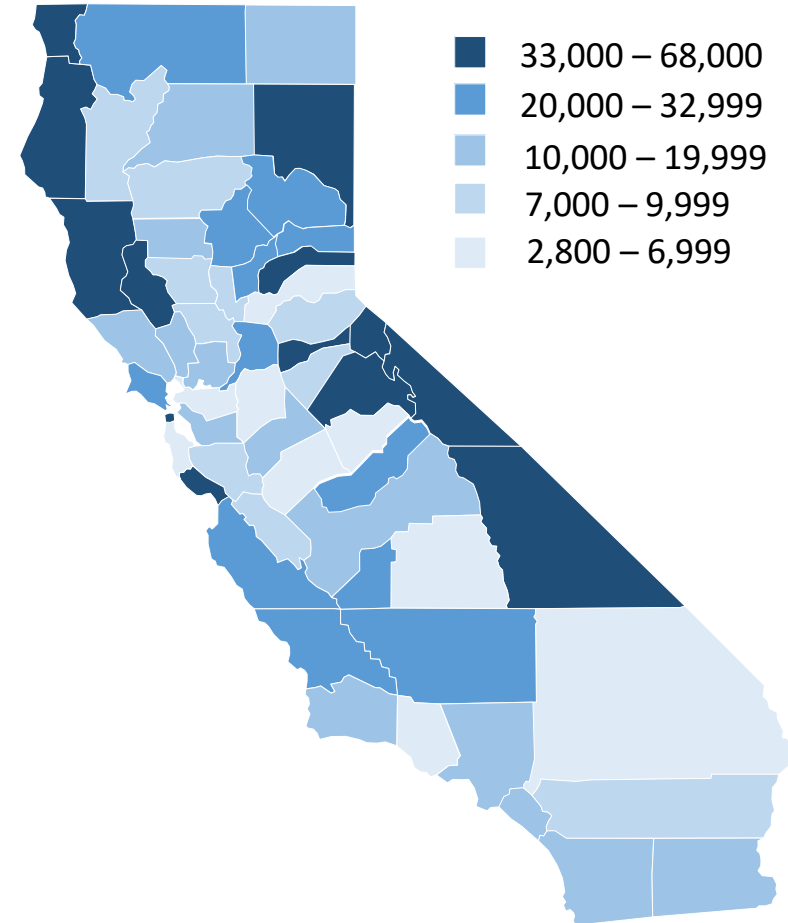 33,000 – 68,000
20,000 – 32,999
10,000 – 19,999
7,000 – 9,999
2,800 – 6,999